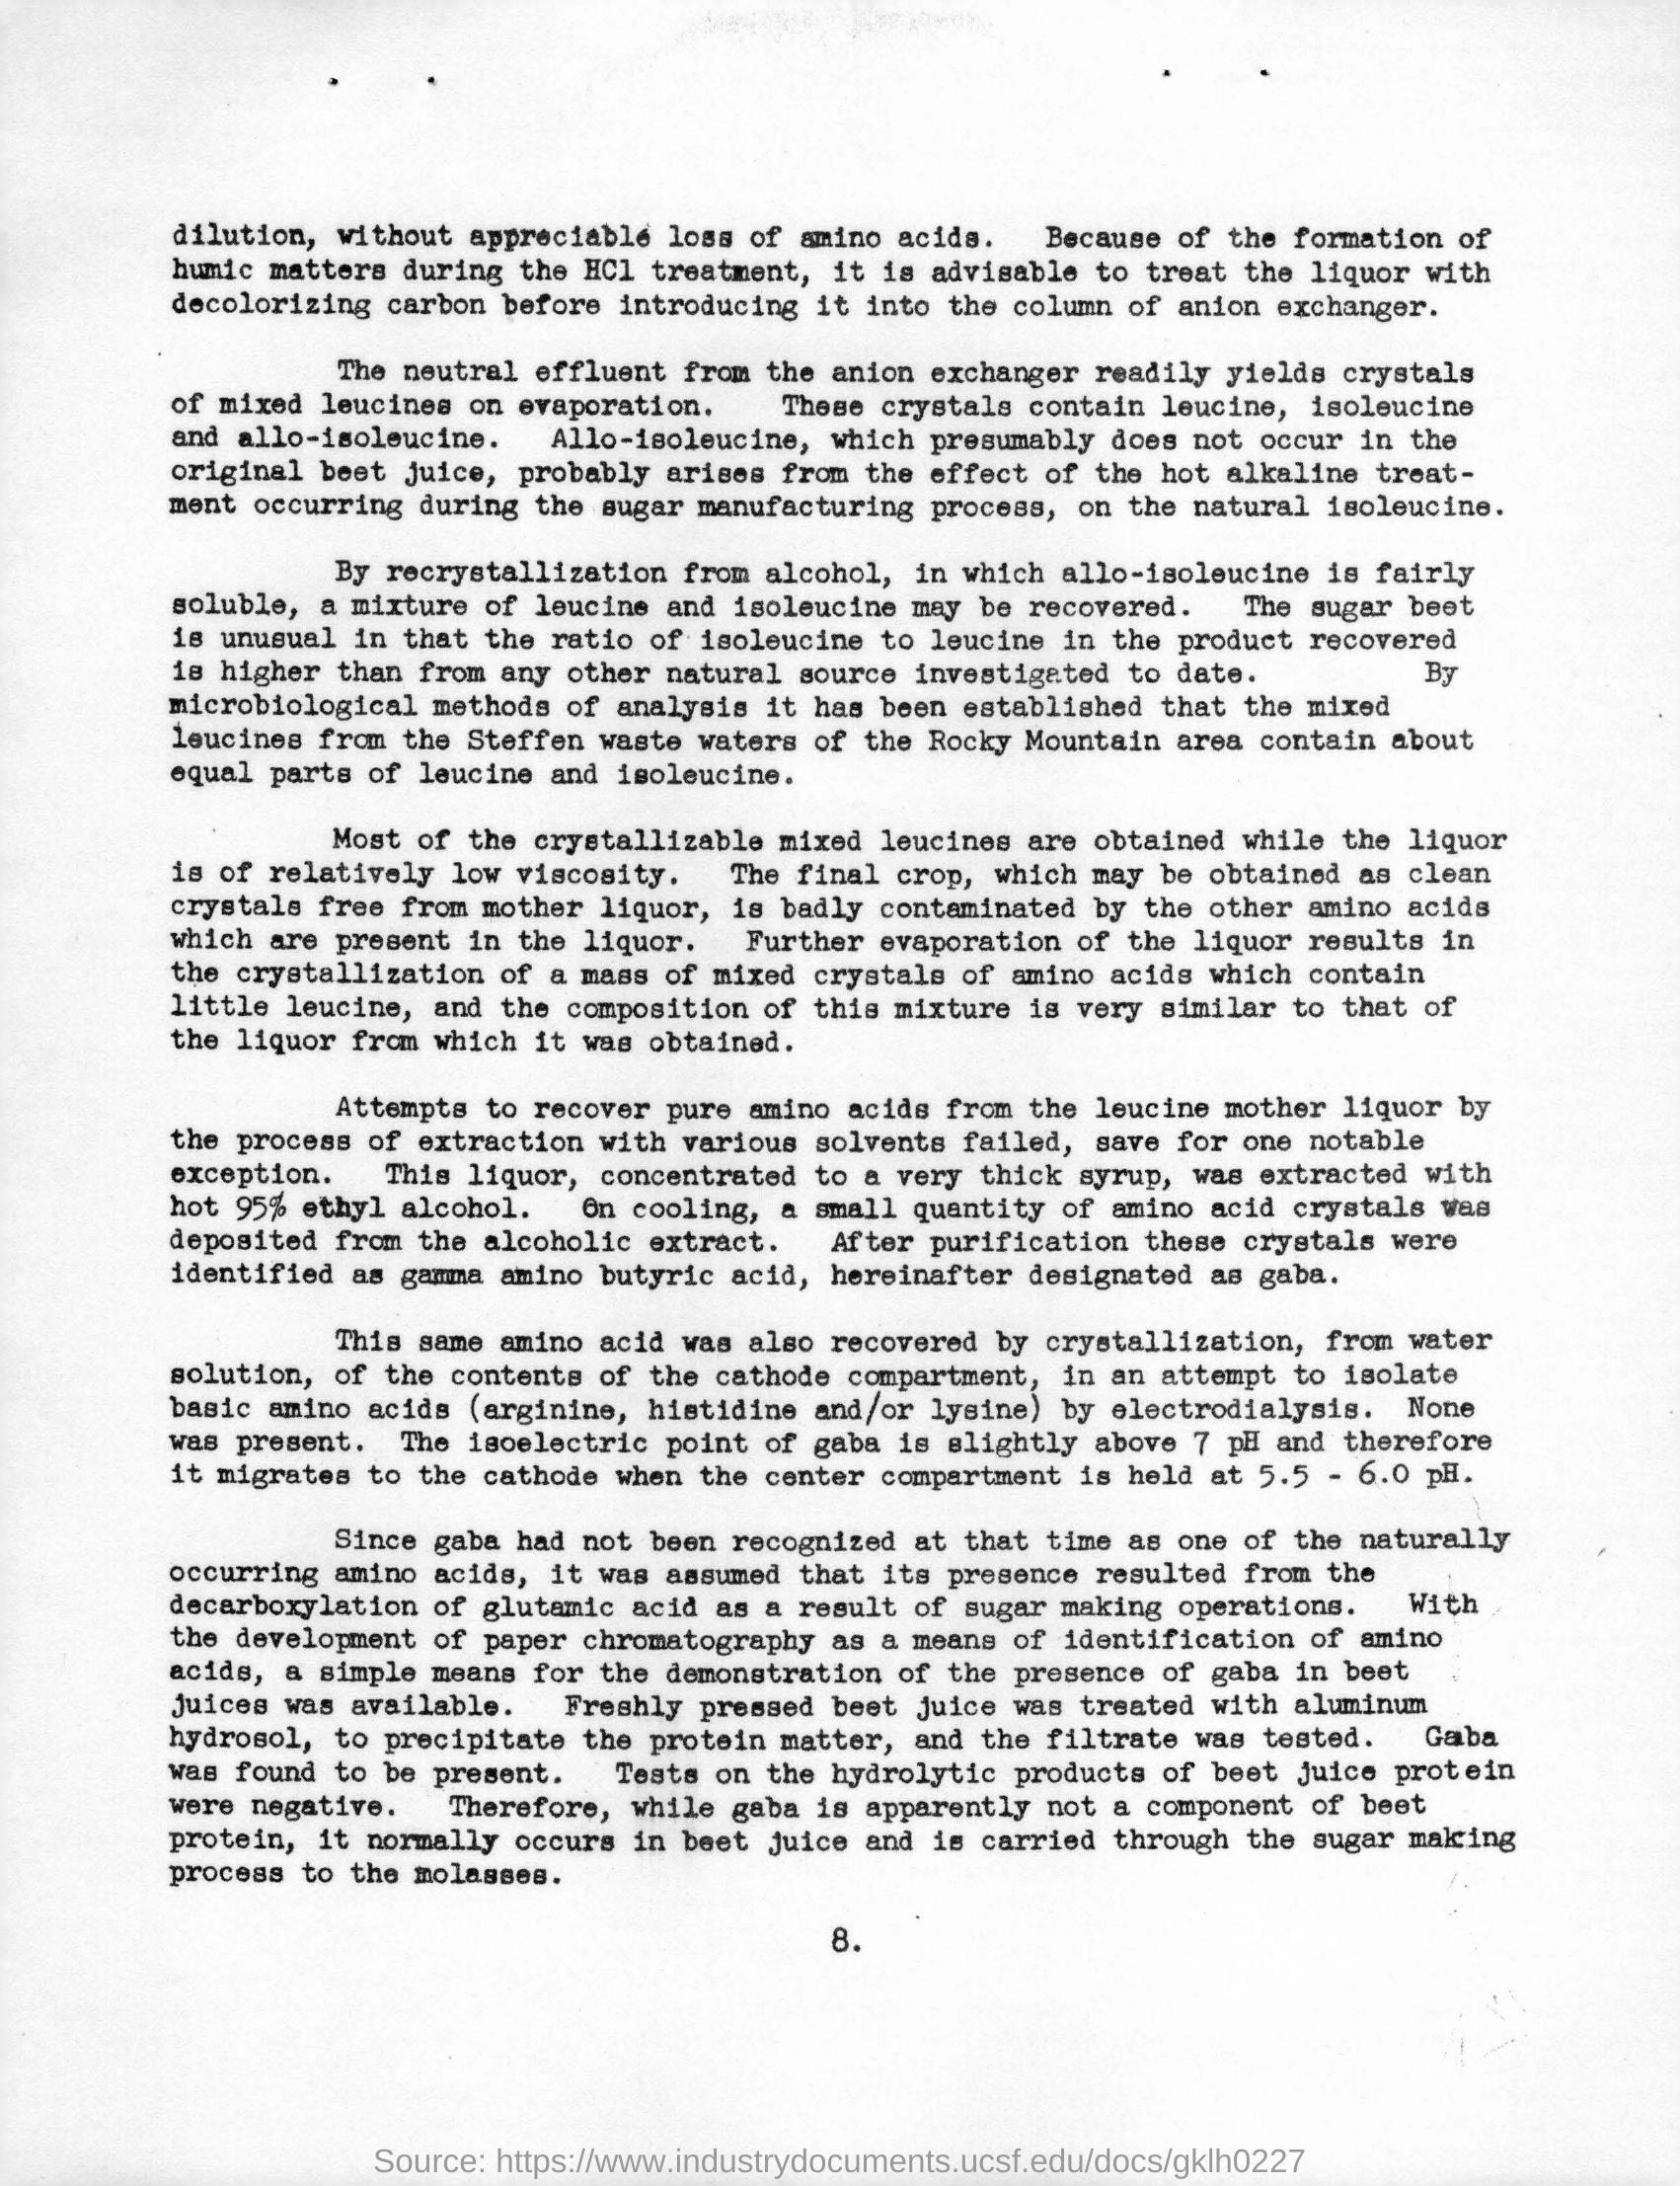 dilution, without appreciable loss of amino acids. Because of the formation of
humic matters during the HCl treatment, it is advisable to treat the liquor with
decolorizing carbon before introducing it into the column of anion exchanger.
The neutral effluent from the anion exchanger readily yields crystals
of mixed leucines on evaporation. These crystals contain leucine, isoleucine
and allo-isoleucine. Allo-isoleucine, which presumably does not occur in the
original beet juice, probably arises from the effect of the hot alkaline treat-
ment occurring during the sugar manufacturing process, on the natural isoleucine.
By recrystallization from alcohol, in which allo-isoleucine is fairly
soluble, a mixture of leucine and isoleucine may be recovered. The sugar beet
is unusual in that the ratio of isoleucine to leucine in the product recovered
is higher than from any other natural source investigated to date. By
microbiological methods of analysis it has been established that the mixed
leucines from the Steffen waste waters of the Rocky Mountain area contain about
equal parts of leucine and isoleucine.
Most of the crystallizable mixed leucines are obtained while the liquor
is of relatively low viscosity. The final crop, which may be obtained as clean
crystals free from mother liquor, is badly contaminated by the other amino acids
which are present in the liquor. Further evaporation of the liquor results in
the crystallization of a mass of mixed crystals of amino acids which contain
little leucine, and the composition of this mixture is very similar to that of
the liquor from which it was obtained.
Attempts to recover pure amino acids from the leucine mother liquor by
the process of extraction with various solvents failed, save for one notable
exception. This liquor, concentrated to a very thick syrup, was extracted with
hot 95% ethyl alcohol. On cooling, a small quantity of amino acid crystals was
deposited from the alcoholic extract. After purification these crystals were
identified as gamma amino butyric acid, hereinafter designated as gaba.
This same amino acid was also recovered by crystallization, from water
solution, of the contents of the cathode compartment, in an attempt to isolate
basic amino acids (arginine, histidine and/or lysine) by electrodialysis. None
was present. The isoelectric point of gaba is slightly above 7 pH and therefore
it migrates to the cathode when the center compartment is held at 5.5 - 6.0 pH.
Since gaba had not been recognized at that time as one of the naturally
occurring amino acids, it was assumed that its presence resulted from the
decarboxylation of glutamic acid as a result of sugar making operations. With
the development of paper chromatography as a means of identification of amino
acids, a simple means for the demonstration of the presence of gaba in beet
juices was available. Freshly pressed beet juice was treated with aluminum
hydrosol, to precipitate the protein matter, and the filtrate was tested. Gaba
was found to be present. Tests on the hydrolytic products of beet juice protein
were negative. Therefore, while gaba is apparently not a component of beet
protein, it normally occurs in beet juice and is carried through the sugar making
process to the molasses.
8.
Source: https://www.industrydocuments.ucsf.edu/docs/gklh0227